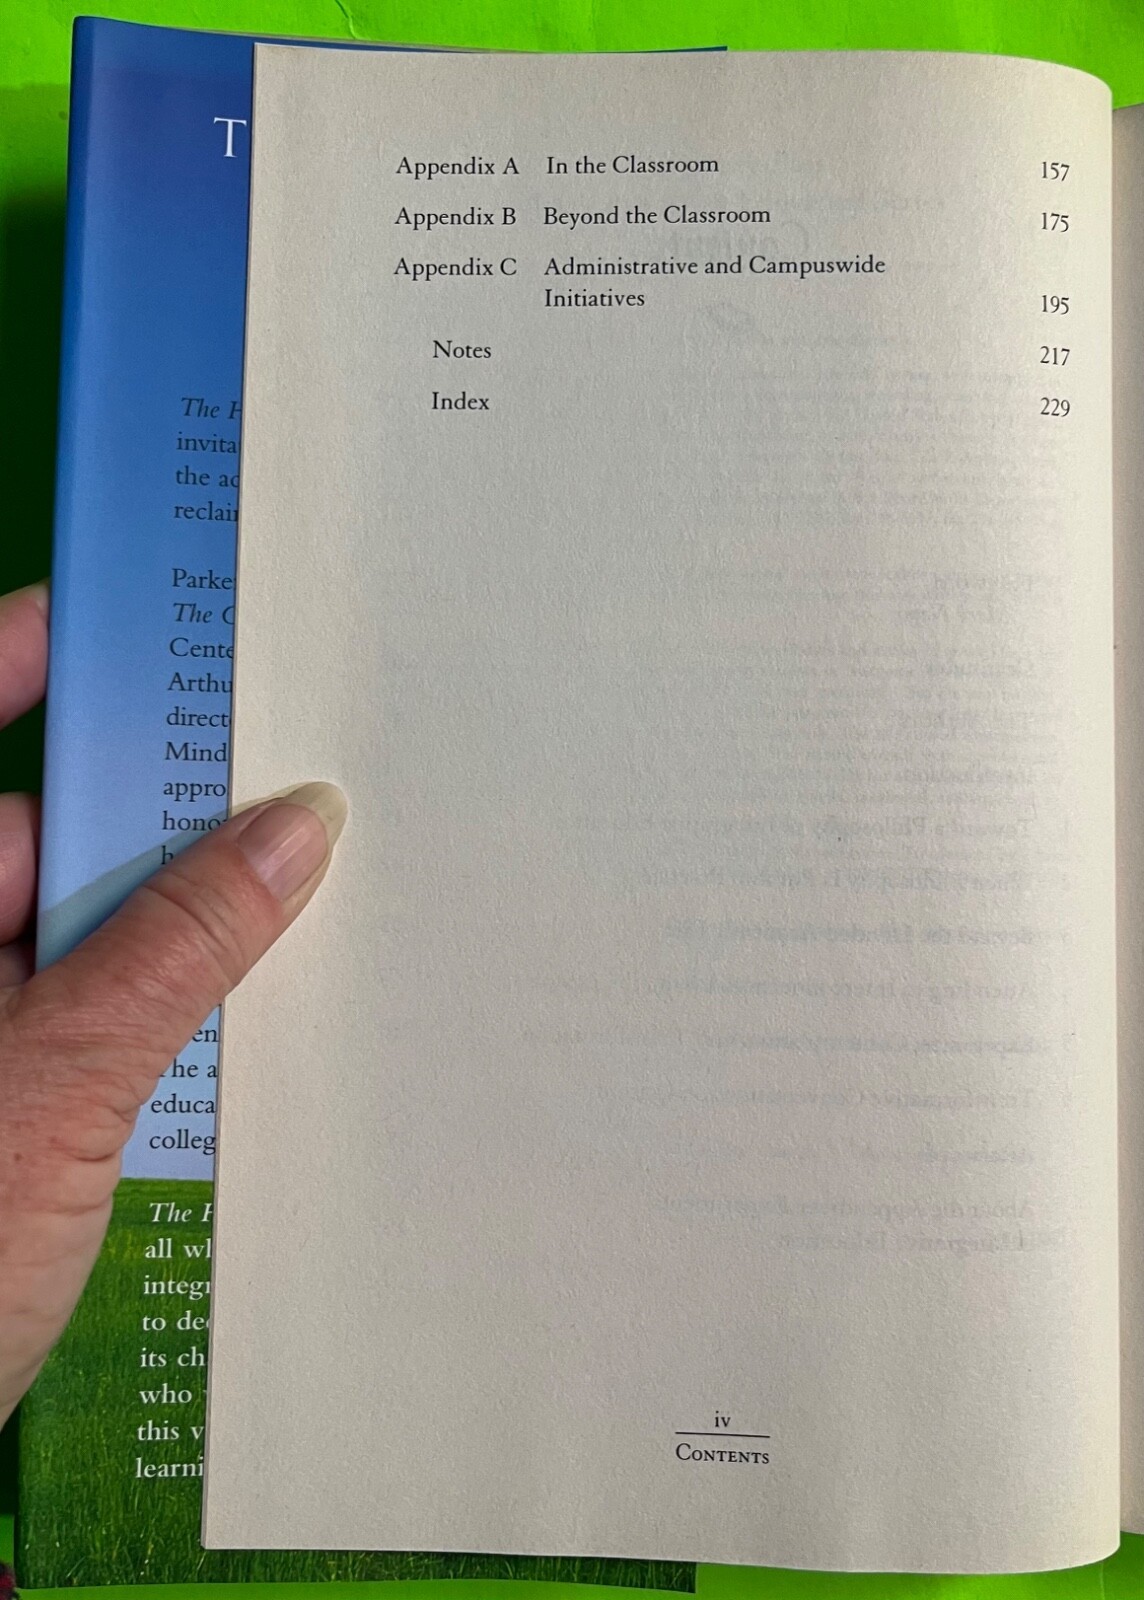 T
The H
invita
the ac
reclai
Parke
The C
Cente
Arthu
direct
Mind
appro
hono
h
en
he a
educa
colleg
The H
all wh
integr
to de
its ch
who
this v
learni
Appendix A In the Classroom 157
Appendix B Beyond the Classroom 175
Appendix C Administrative and Campuswide
Initiatives 195
Notes 217
Index 229
iv
CONTENTS